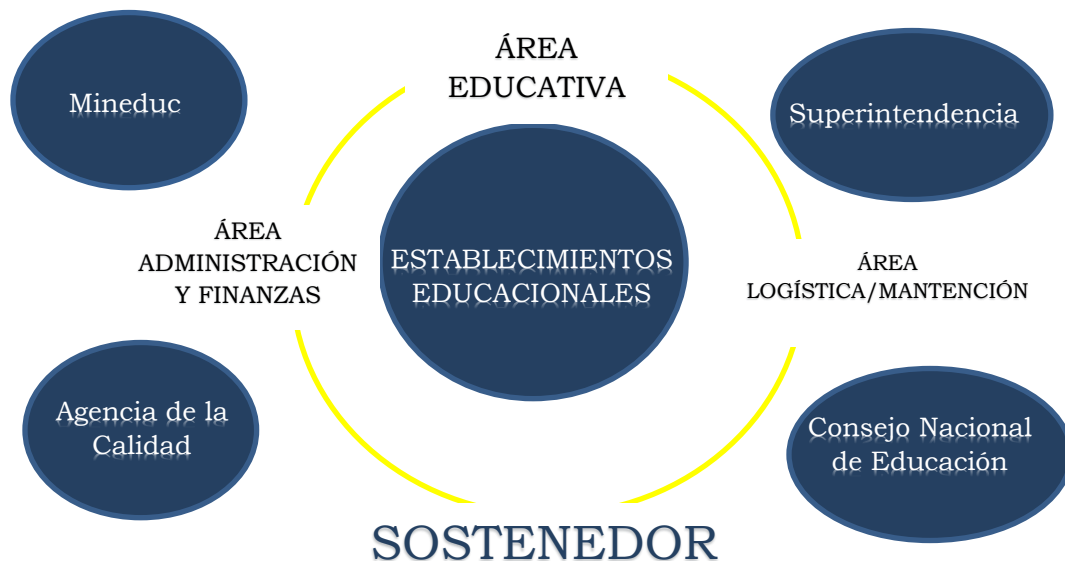 ÁREA
EDUCATIVA
Mineduc
Superintendencia
ÁREA
ADMINISTRACIÓN
Y FINANZAS
ESTABLECIMIENTOS
EDUCACIONALES
ÁREA
LOGÍSTICA/MANTENCIÓN
Agencia de la
Calidad
Consejo Nacional
de Educación
SOSTENEDOR